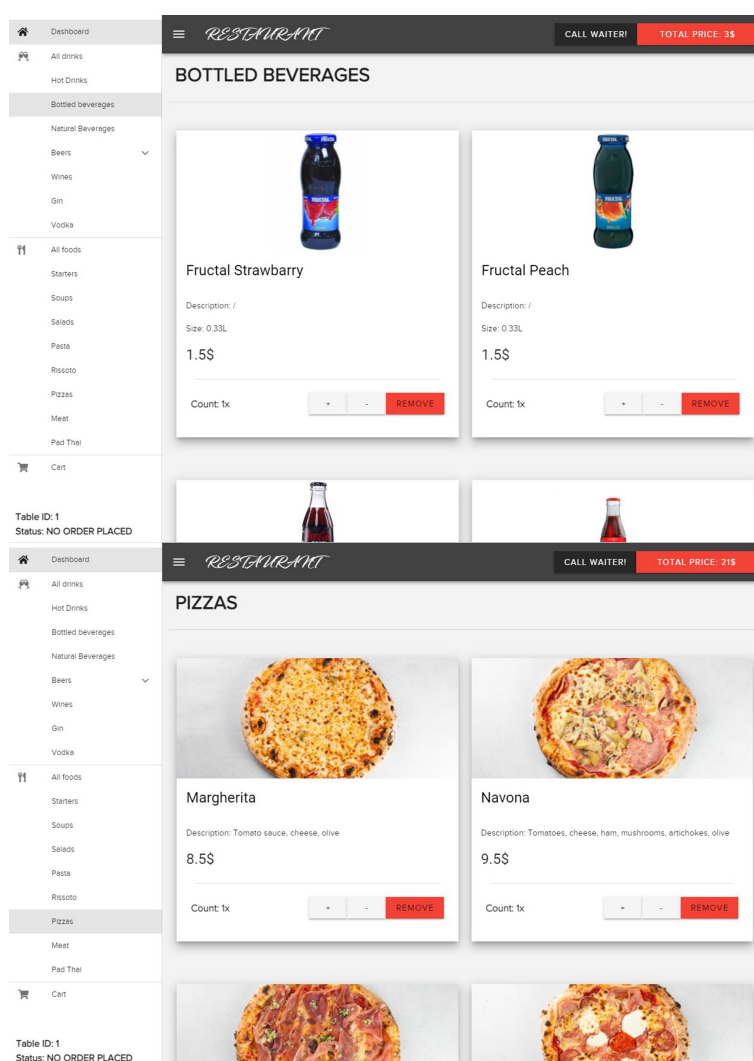 Dashboard
All drinks
Hot Drinks
Bottled beverages
Natural Beverages
Beers
Wines
Gin
Vodka
All foods
Starters
Soups
Salads
Pasta
Rissoto
Pizzas
Meat
Pad Thai
Cart
Table ID: 1
Status: NO ORDER PLACED
RESTAURANT
CALL WAITER!
TOTAL PRICE: 3$
BOTTLED BEVERAGES
FRUCTAL
Fructal Strawbarry
Description: /
Size: 0.33L
1.5$
Count: 1x
+
-
REMOVE
FRUCTAL
Fructal Peach
Description: /
Size: 0.33L
1.5$
Count: 1x
+
-
REMOVE
Dashboard
All drinks
Hot Drinks
Bottled beverages
Natural Beverages
Beers
Wines
Gin
Vodka
All foods
Starters
Soups
Salads
Pasta
Rissoto
Pizzas
Meat
Pad Thai
Cart
Table ID: 1
Status: NO ORDER PLACED
RESTAURANT
CALL WAITER!
TOTAL PRICE: 21$
PIZZAS
Margherita
Description: Tomato sauce, cheese, olive
8.5$
Count: 1x
+
-
REMOVE
Navona
Description: Tomatoes, cheese, ham, mushrooms, artichokes, olive
9.5$
Count: 1x
+
-
REMOVE